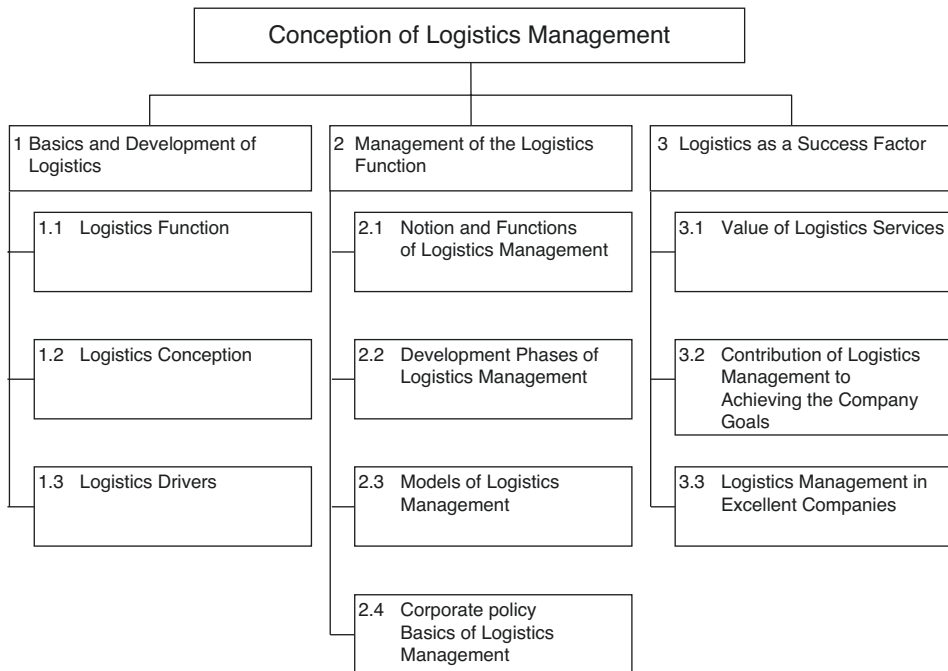 Conception of Logistics Management
1 Basics and Development of
Logistics
1.1 Logistics Function
1.2 Logistics Conception
1.3 Logistics Drivers
2 Management of the Logistics
Function
2.1 Notion and Functions
of Logistics Management
2.2 Development Phases of
Logistics Management
2.3 Models of Logistics
Management
2.4 Corporate policy
Basics of Logistics
Management
3 Logistics as a Success Factor
3.1 Value of Logistics Services
3.2 Contribution of Logistics
Management to
Achieving the Company
Goals
3.3 Logistics Management in
Excellent Companies